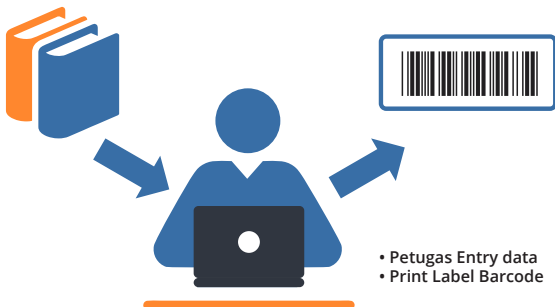 • Petugas Entry data
• Print Label Barcode